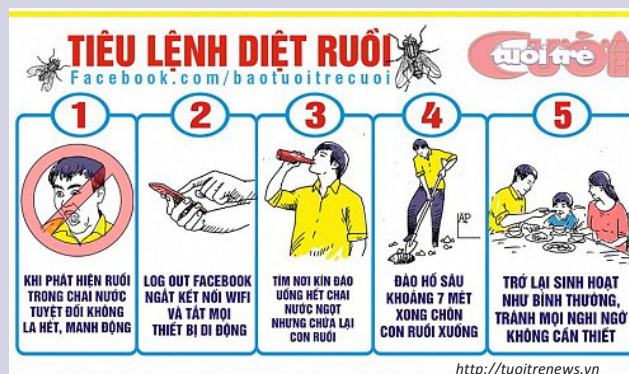 TIÊU LỆNH DIỆT RUỒI
Facebook.com/baotuoitrecuoi
tuổi trẻ
CƯỜI
1
KHI PHÁT HIỆN RUỒI
TRONG CHAI NƯỚC
TUYỆT ĐỐI KHÔNG
LA HÉT, MANH ĐỘNG
2
LOG OUT FACEBOOK
NGẮT KẾT NỐI WIFI
VÀ TẮT MỌI
THIẾT BỊ DI ĐỘNG
3
TÌM NƠI KÍN ĐÁO
UỐNG HẾT CHAI
NƯỚC NGỌT
NHƯNG CHỪA LẠI
CON RUỒI
4
ĐÀO HỐ SÂU
KHOẢNG 7 MÉT
XONG CHÔN
CON RUỒI XUỐNG
5
TRỞ LẠI SINH HOẠT
NHƯ BÌNH THƯỜNG,
TRÁNH MỌI NGHI NGỜ
KHÔNG CẦN THIẾT
http://tuoitrenews.vn